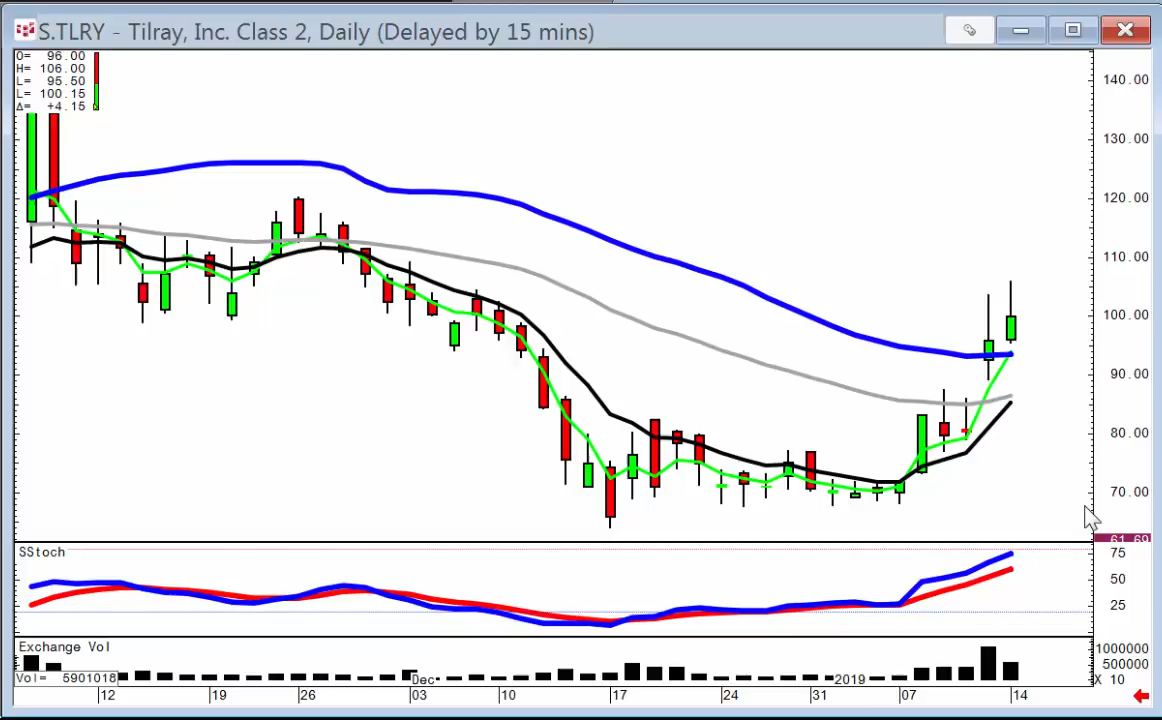 S.TLRY - Tilray, Inc. Class 2, Daily (Delayed by 15 mins)
O= 96.00
H= 106.00
L= 95.50
L= 100.15
Δ= +4.15
140.00
130.00
120.00
110.00
100.00
90.00
80.00
70.00
61.69
SStoch
75
50
25
Exchange Vol
1000000
500000
X 10
Vol= 5901018
Dec
2019
12
19
26
03
10
17
24
31
07
14